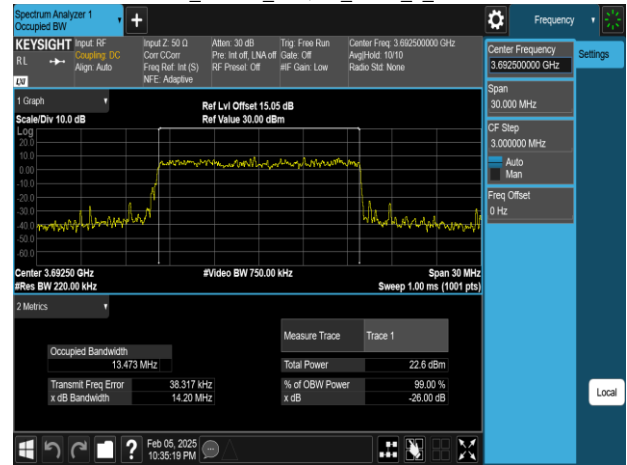 Spectrum Analyzer 1
Occupied BW
+
Frequency
KEYSIGHT
RL
LXI
Input: RF
Coupling: DC
Align: Auto
Input Z: 50 Ω
Corr CCorr
Freq Ref: Int (S)
NFE: Adaptive
Atten: 30 dB
Pre: Int off, LNA off
RF Presel: Off
Trig: Free Run
Gate: Off
#IF Gain: Low
Center Freq: 3.692500000 GHz
Avg|Hold: 10/10
Radio Std: None
Center Frequency
3.692500000 GHz
Settings
Span
30.000 MHz
CF Step
3.000000 MHz
Auto
Man
Freq Offset
0 Hz
1 Graph
Scale/Div 10.0 dB
Ref Lvl Offset 15.05 dB
Ref Value 30.00 dBm
Log
20.0
10.0
0.00
-10.0
-20.0
-30.0
-40.0
-50.0
-60.0
Center 3.69250 GHz
#Video BW 750.00 kHz
Span 30 MHz
#Res BW 220.00 kHz
Sweep 1.00 ms (1001 pts)
2 Metrics
Measure Trace
Trace 1
Occupied Bandwidth
13.473 MHz
Total Power
22.6 dBm
Transmit Freq Error
38.317 kHz
% of OBW Power
99.00 %
x dB Bandwidth
14.20 MHz
x dB
-26.00 dB
Local
?
Feb 05, 2025
10:35:19 PM